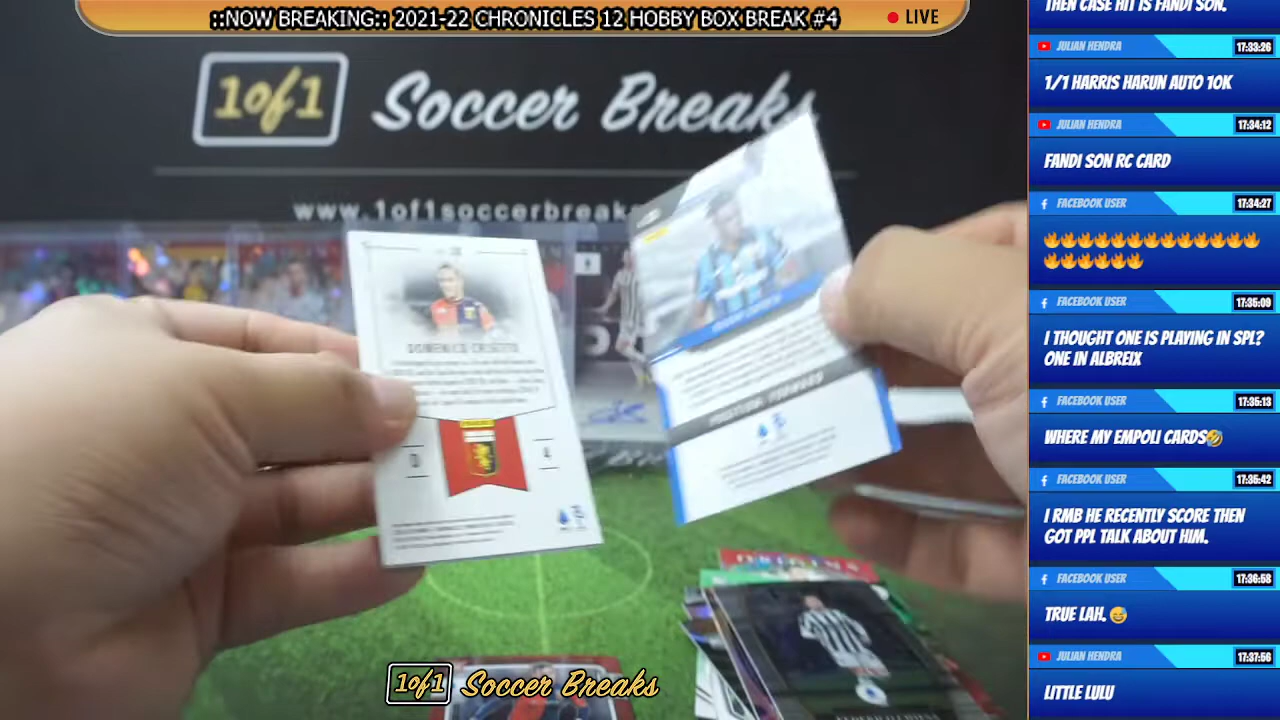 ::NOW BREAKING:: 2021-22 CHRONICLES 12 HOBBY BOX BREAK #4
LIVE
1of1 Soccer Breaks
www.1of1soccerbreaks
DOMENICO CRISCITO
0
4
POSITION: FORWARD
ORIGINS
1of1 Soccer Breaks
THEN CASE HIT IS FANDI SON.
JULIAN HENDRA 17:33:26
1/1 HARRIS HARUN AUTO 10K
JULIAN HENDRA 17:34:12
FANDI SON RC CARD
FACEBOOK USER 17:34:27
🔥🔥🔥🔥🔥🔥🔥🔥🔥🔥🔥🔥🔥
🔥🔥🔥🔥🔥🔥
FACEBOOK USER 17:35:09
I THOUGHT ONE IS PLAYING IN SPL?
ONE IN ALBREIX
FACEBOOK USER 17:35:13
WHERE MY EMPOLI CARDS🤣
FACEBOOK USER 17:35:42
I RMB HE RECENTLY SCORE THEN
GOT PPL TALK ABOUT HIM.
FACEBOOK USER 17:36:58
TRUE LAH. 😅
JULIAN HENDRA 17:37:56
LITTLE LULU